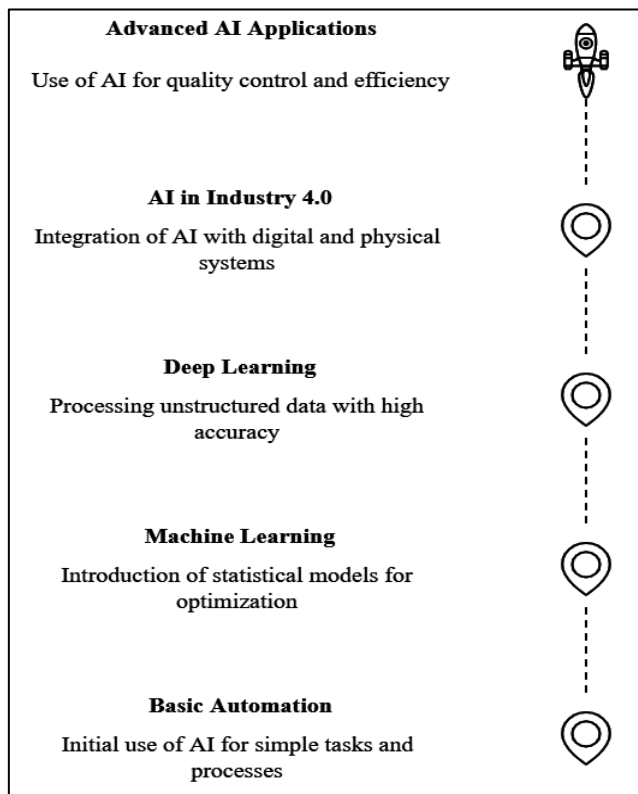 Advanced AI Applications
Use of AI for quality control and efficiency
AI in Industry 4.0
Integration of AI with digital and physical
systems
Deep Learning
Processing unstructured data with high
accuracy
Machine Learning
Introduction of statistical models for
optimization
Basic Automation
Initial use of AI for simple tasks and
processes